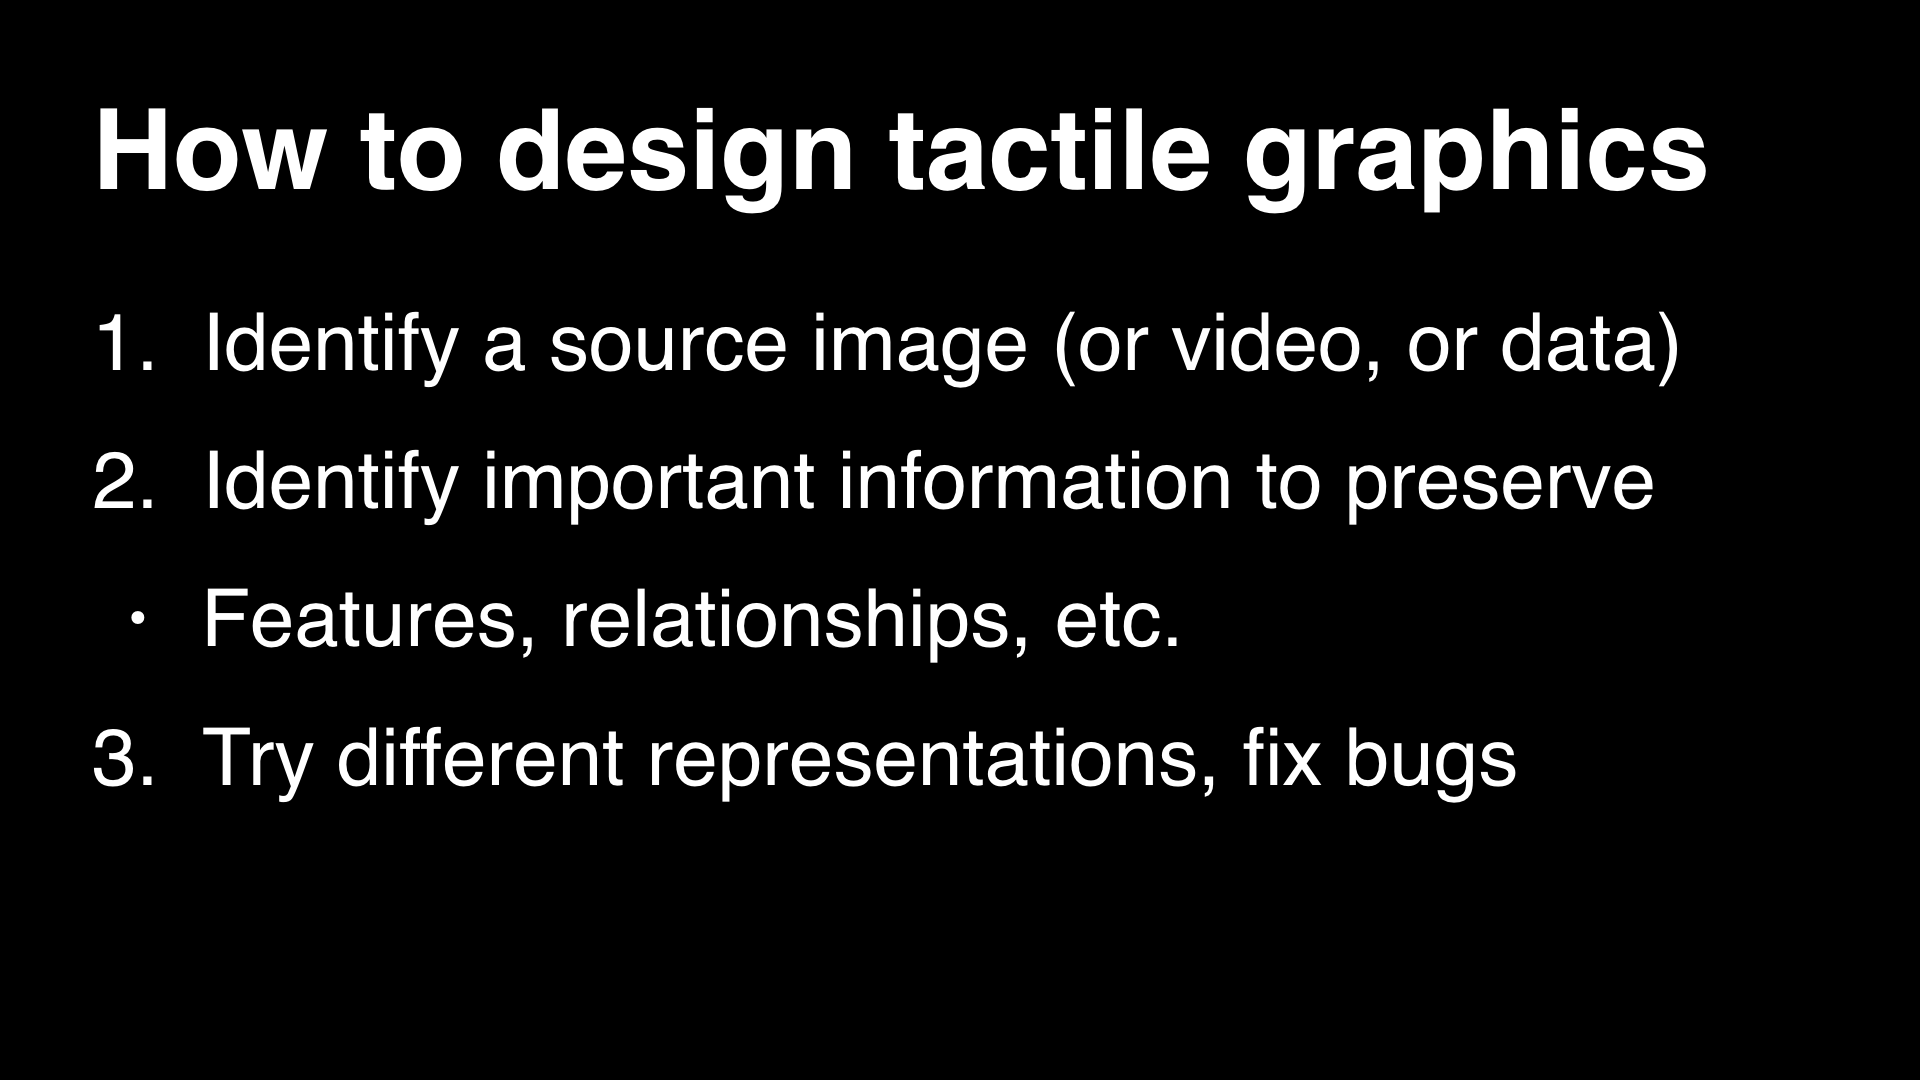 How to design tactile graphics
1. Identify a source image (or video, or data)
2. Identify important information to preserve
• Features, relationships, etc.
3. Try different representations, fix bugs